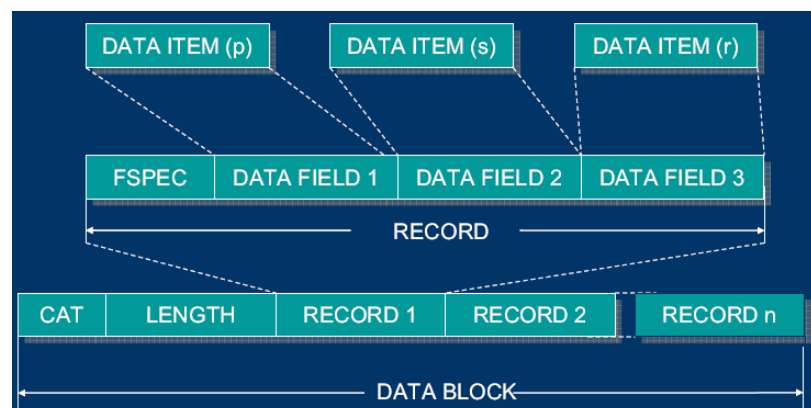 DATA ITEM (p) DATA ITEM (s) DATA ITEM (r)
FSPEC DATA FIELD 1 DATA FIELD 2 DATA FIELD 3
RECORD
CAT LENGTH RECORD 1 RECORD 2 RECORD n
DATA BLOCK